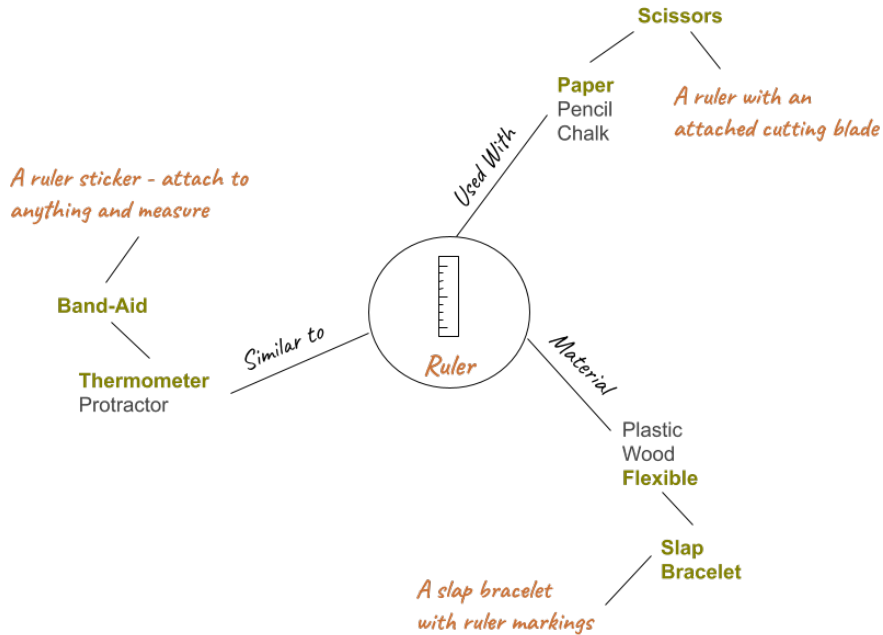 Scissors
Paper
Pencil
Chalk
A ruler with an
attached cutting blade
Used With
A ruler sticker - attach to
anything and measure
Band-Aid
Thermometer
Protractor
Similar to
Ruler
Material
Plastic
Wood
Flexible
Slap
Bracelet
A slap bracelet
with ruler markings